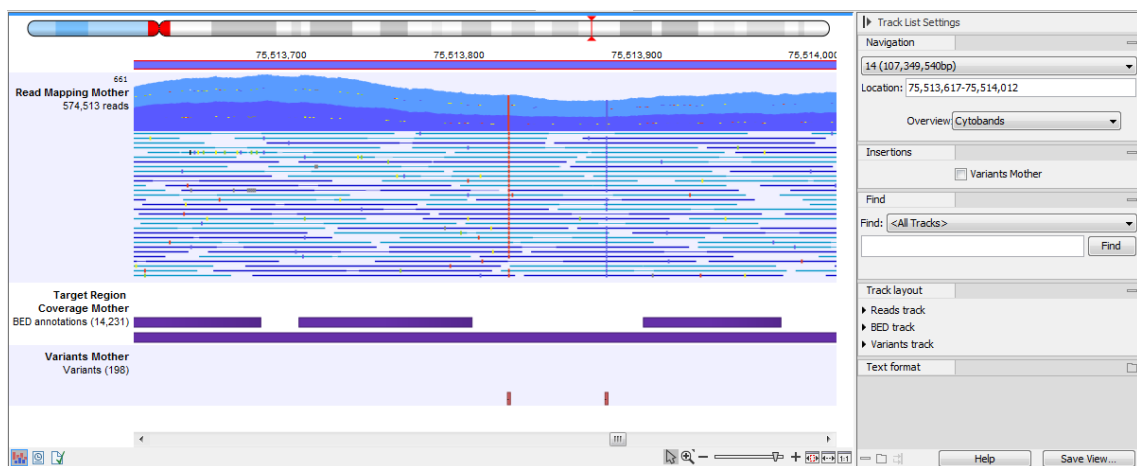 75,513,700
75,513,800
75,513,900
75,514,000
661
Read Mapping Mother
574,513 reads
Target Region
Coverage Mother
BED annotations (14,231)
Variants Mother
Variants (198)
1:1
Track List Settings
Navigation
14 (107,349,540bp)
Location: 75,513,617-75,514,012
Overview: Cytobands
Insertions
Variants Mother
Find
Find: <All Tracks>
Find
Track layout
Reads track
BED track
Variants track
Text format
Help
Save View...